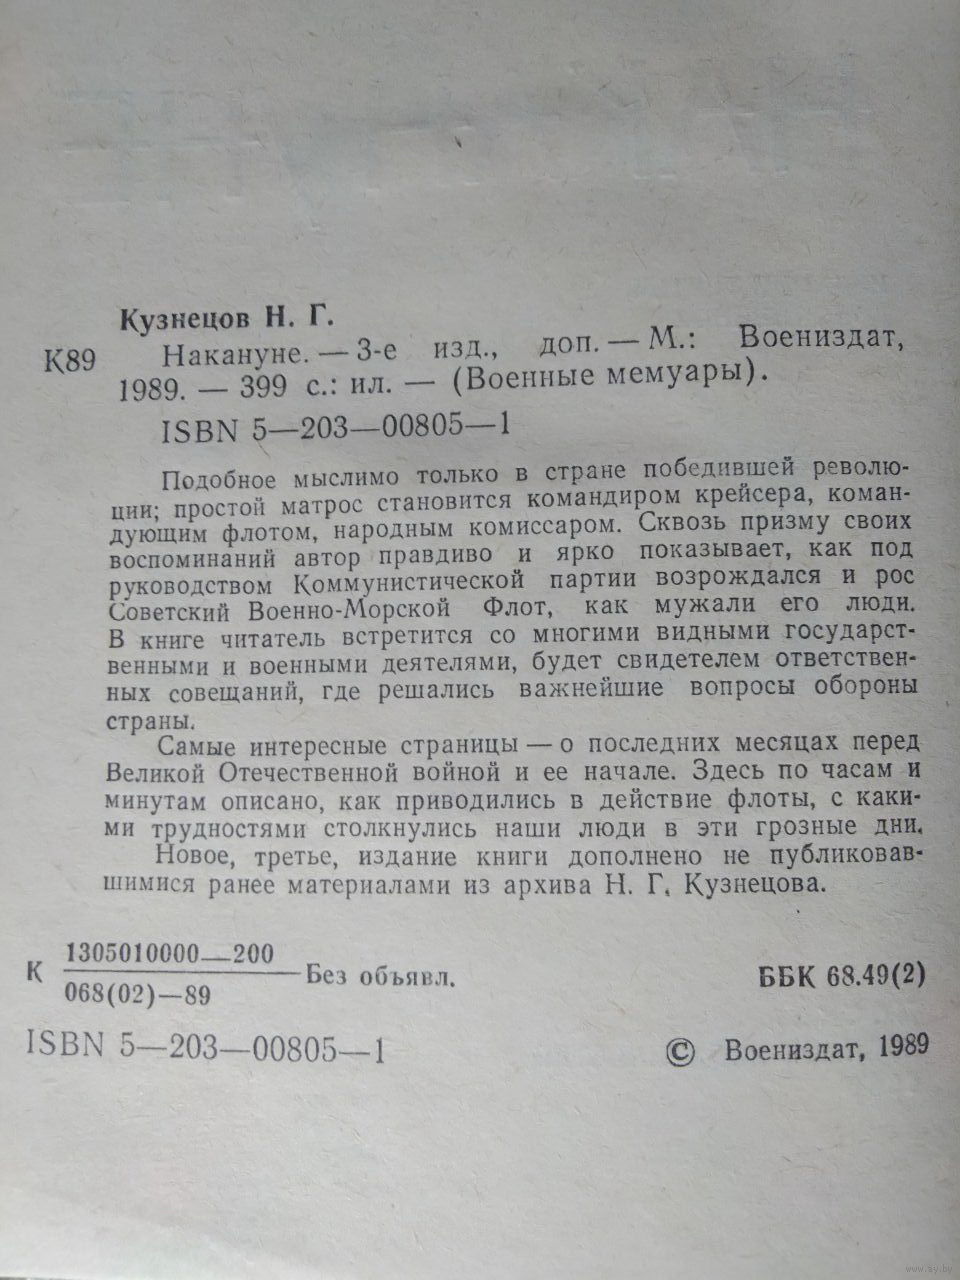 Кузнецов Н. Г.
К89 Накануне. — 3-е изд., доп. — М.: Воениздат,
1989. — 399 с.: ил. — (Военные мемуары).
ISBN 5—203—00805—1
Подобное мыслимо только в стране победившей револю-
ции; простой матрос становится командиром крейсера, коман-
дующим флотом, народным комиссаром. Сквозь призму своих
воспоминаний автор правдиво и ярко показывает, как под
руководством Коммунистической партии возрождался и рос
Советский Военно-Морской Флот, как мужали его люди.
В книге читатель встретится со многими видными государст-
венными и военными деятелями, будет свидетелем ответствен-
ных совещаний, где решались важнейшие вопросы обороны
страны.
Самые интересные страницы — о последних месяцах перед
Великой Отечественной войной и ее начале. Здесь по часам и
минутам описано, как приводились в действие флоты, с каки-
ми трудностями столкнулись наши люди в эти грозные дни.
Новое, третье, издание книги дополнено не публиковав-
шимися ранее материалами из архива Н. Г. Кузнецова.
К 1305010000—200
068(02)—89 Без объявл. ББК 68.49(2)
ISBN 5—203—00805—1 © Воениздат, 1989
www.ay.by